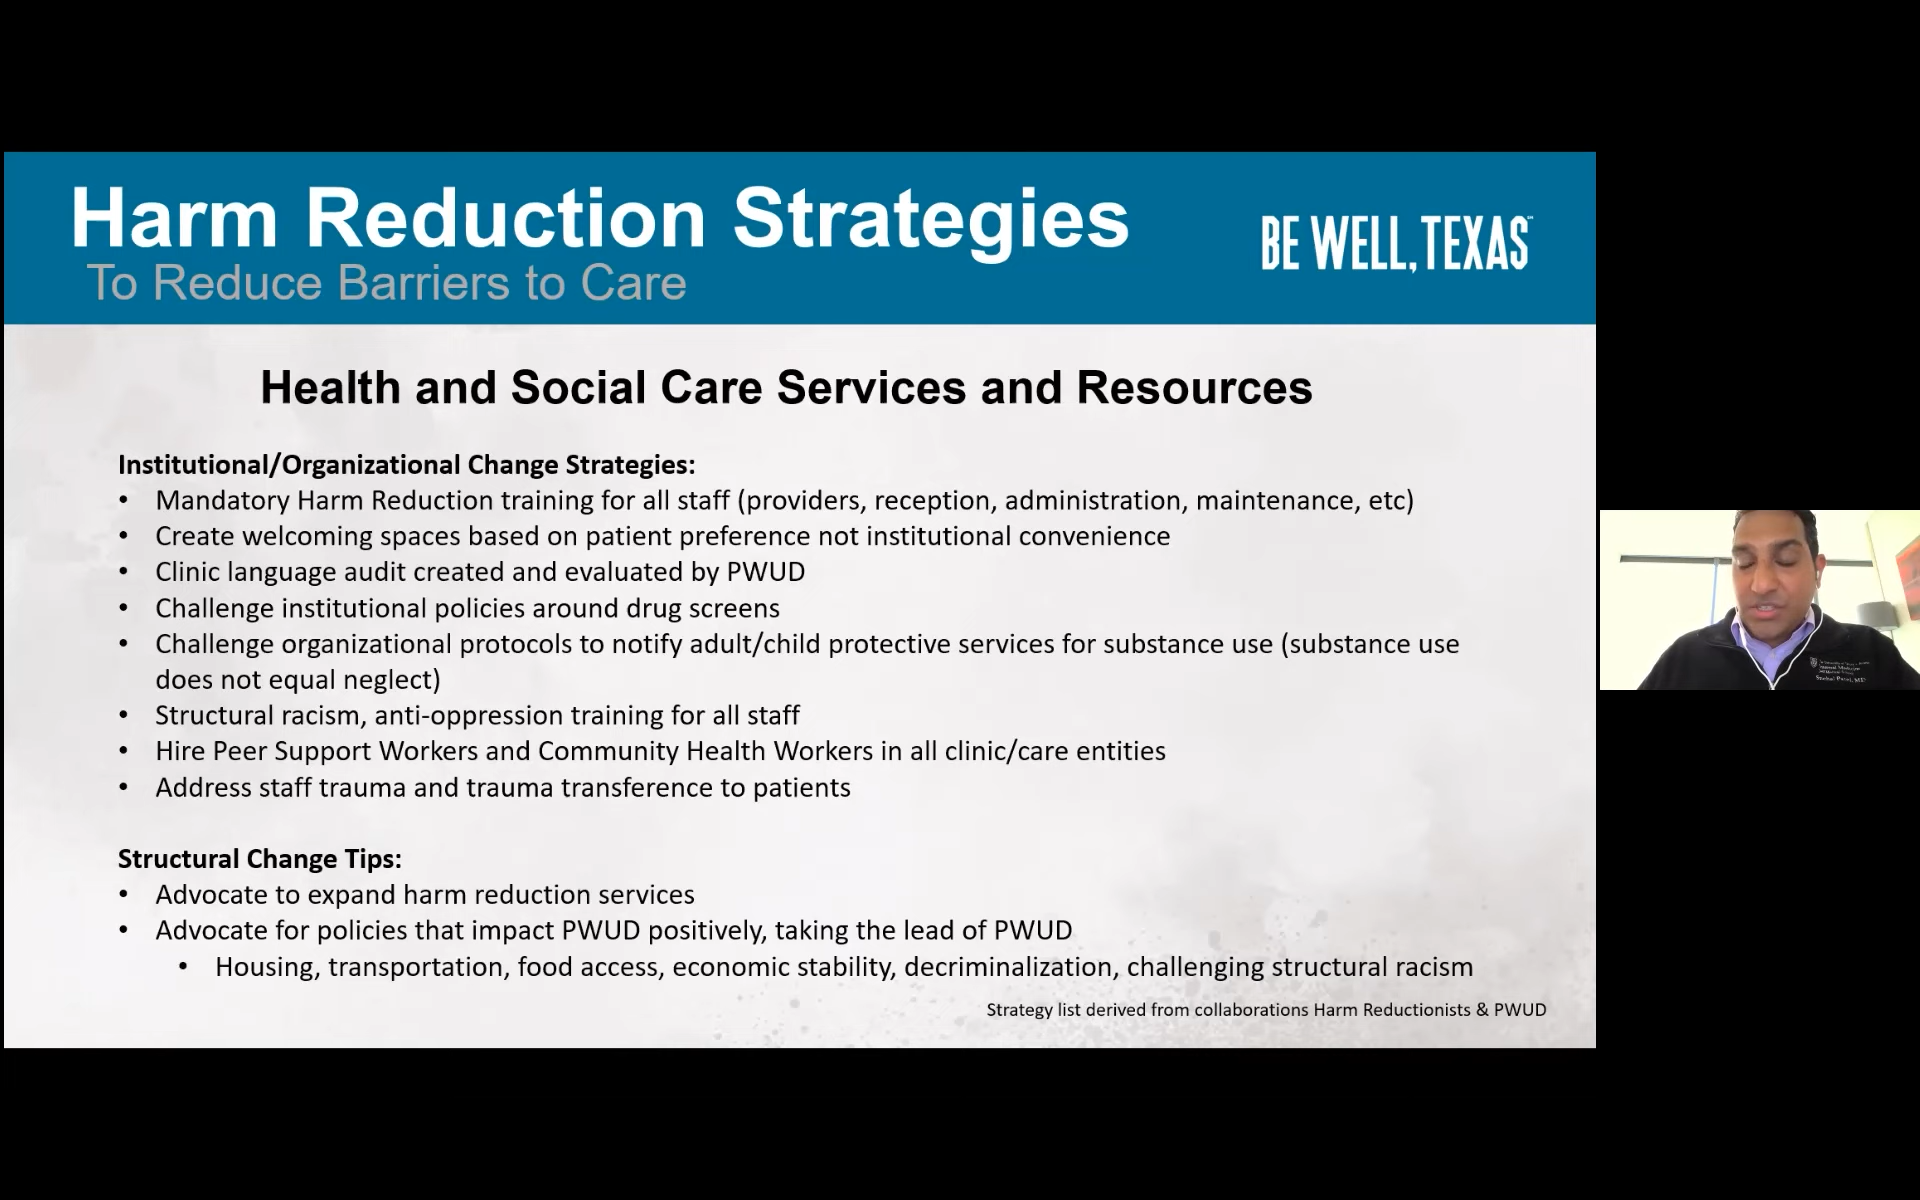 Harm Reduction Strategies
To Reduce Barriers to Care
BE WELL, TEXAS
Health and Social Care Services and Resources
Institutional/Organizational Change Strategies:
• Mandatory Harm Reduction training for all staff (providers, reception, administration, maintenance, etc)
• Create welcoming spaces based on patient preference not institutional convenience
• Clinic language audit created and evaluated by PWUD
• Challenge institutional policies around drug screens
• Challenge organizational protocols to notify adult/child protective services for substance use (substance use
does not equal neglect)
• Structural racism, anti-oppression training for all staff
• Hire Peer Support Workers and Community Health Workers in all clinic/care entities
• Address staff trauma and trauma transference to patients
Structural Change Tips:
• Advocate to expand harm reduction services
• Advocate for policies that impact PWUD positively, taking the lead of PWUD
• Housing, transportation, food access, economic stability, decriminalization, challenging structural racism
Strategy list derived from collaborations Harm Reductionists & PWUD